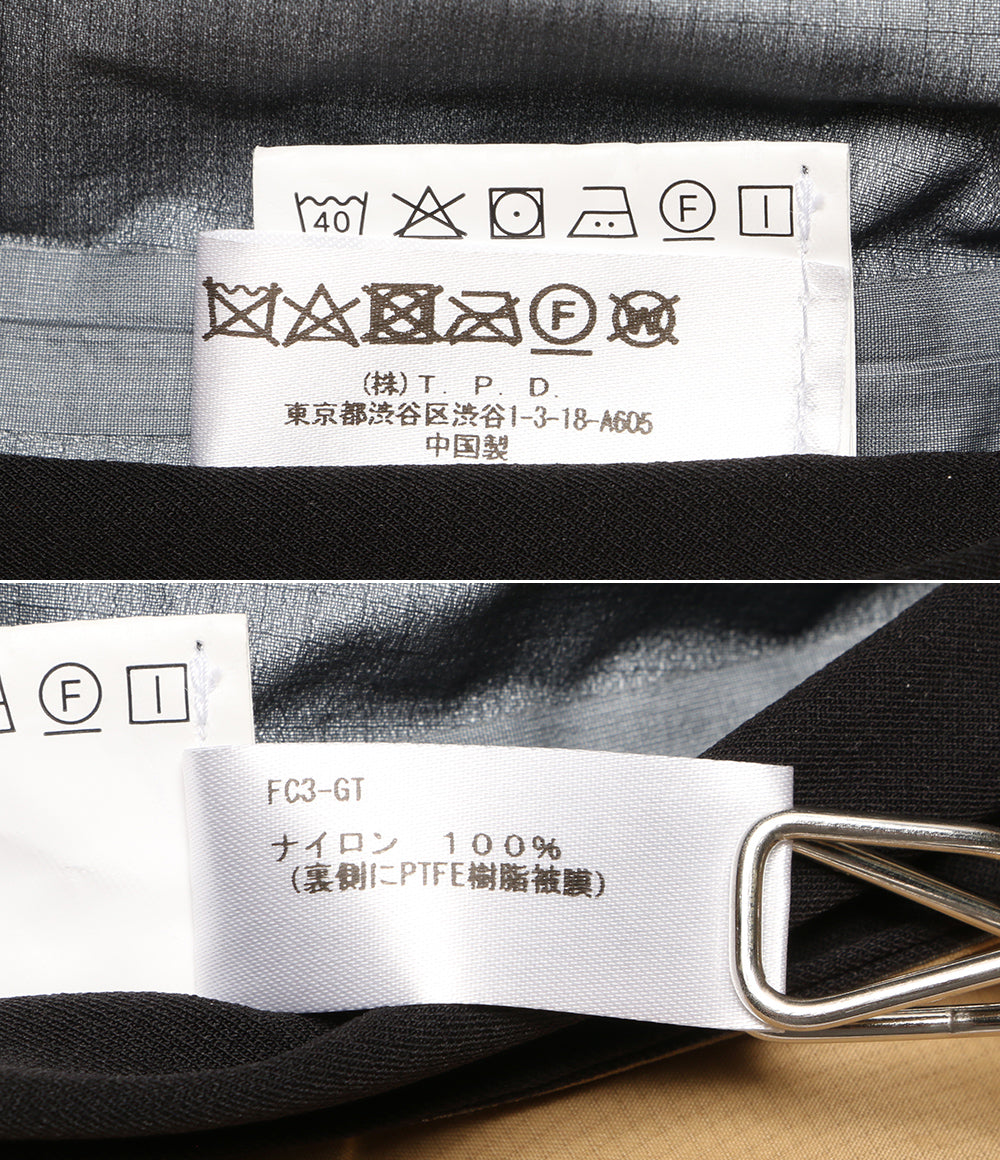 40 F
F W
(株)T. P. D.
東京都渋谷区渋谷1-3-18-A605
中国製
F
FC3-GT
ナイロン 100%
(裏側にPTFE樹脂被膜)